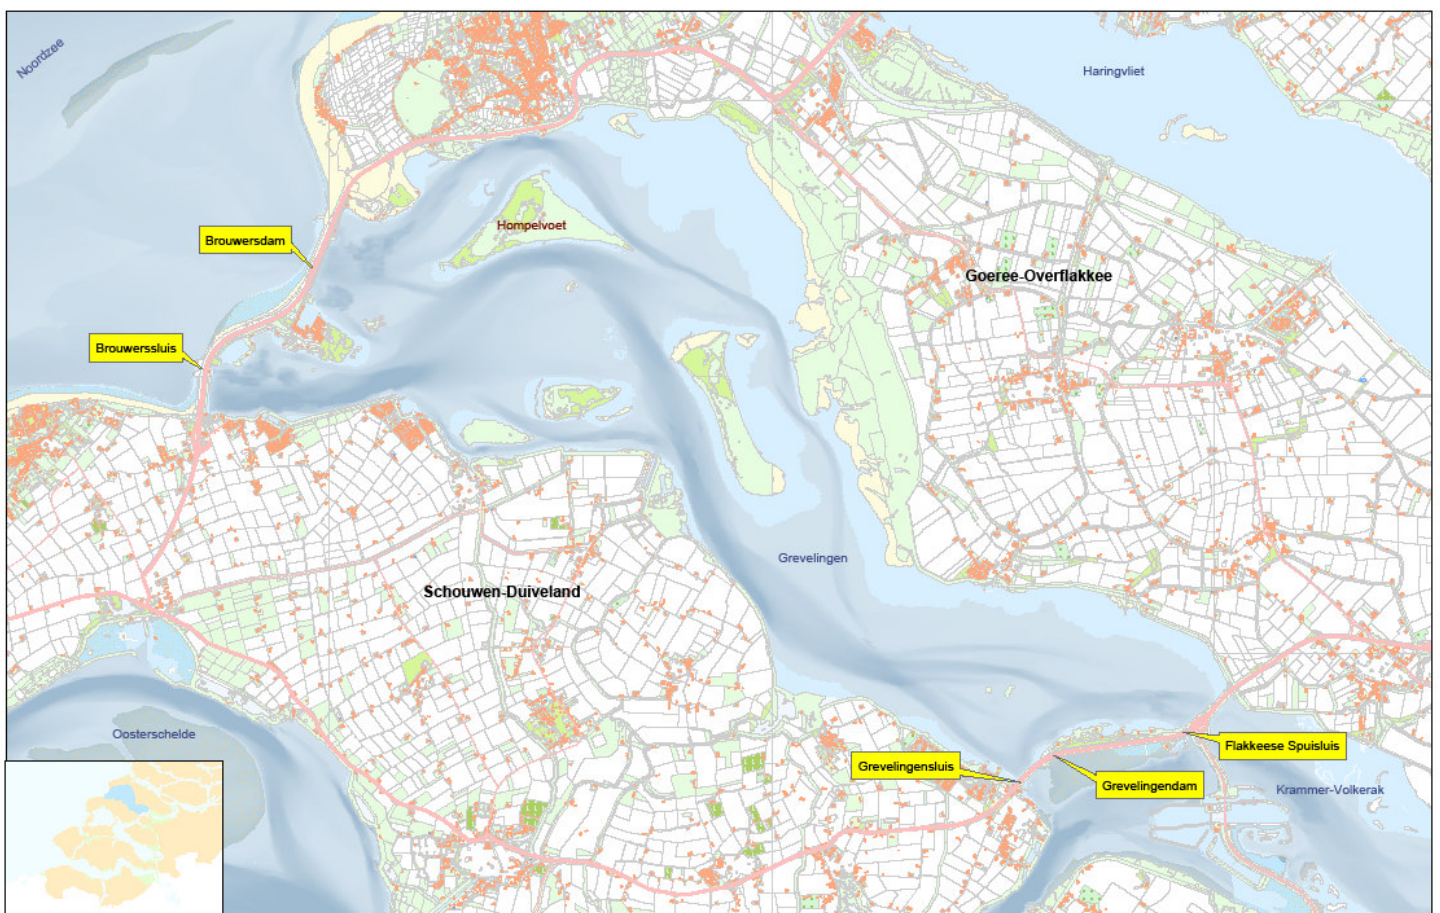 Noordzee
Haringvliet
Hompelvoet
Brouwersdam
Goeree-Overflakkee
Brouwerssluis
Grevelingen
Schouwen-Duiveland
Oosterschelde
Flakkeese Spuisluis
Grevelingensluis
Grevelingendam
Krammer-Volkerak